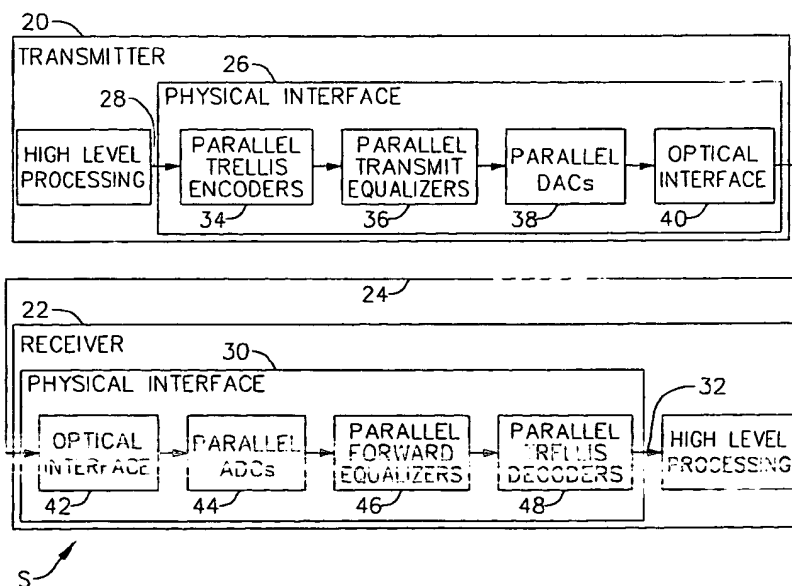 20
TRANSMITTER
26
PHYSICAL INTERFACE
28
HIGH LEVEL
PROCESSING
PARALLEL
TRELLIS
ENCODERS
34
PARALLEL
TRANSMIT
EQUALIZERS
36
PARALLEL
DACs
38
OPTICAL
INTERFACE
40
24
22
RECEIVER
30
PHYSICAL INTERFACE
32
OPTICAL
INTERFACE
42
PARALLEL
ADCs
44
PARALLEL
FORWARD
EQUALIZERS
46
PARALLEL
TRELLIS
DECODERS
48
HIGH LEVEL
PROCESSING
S